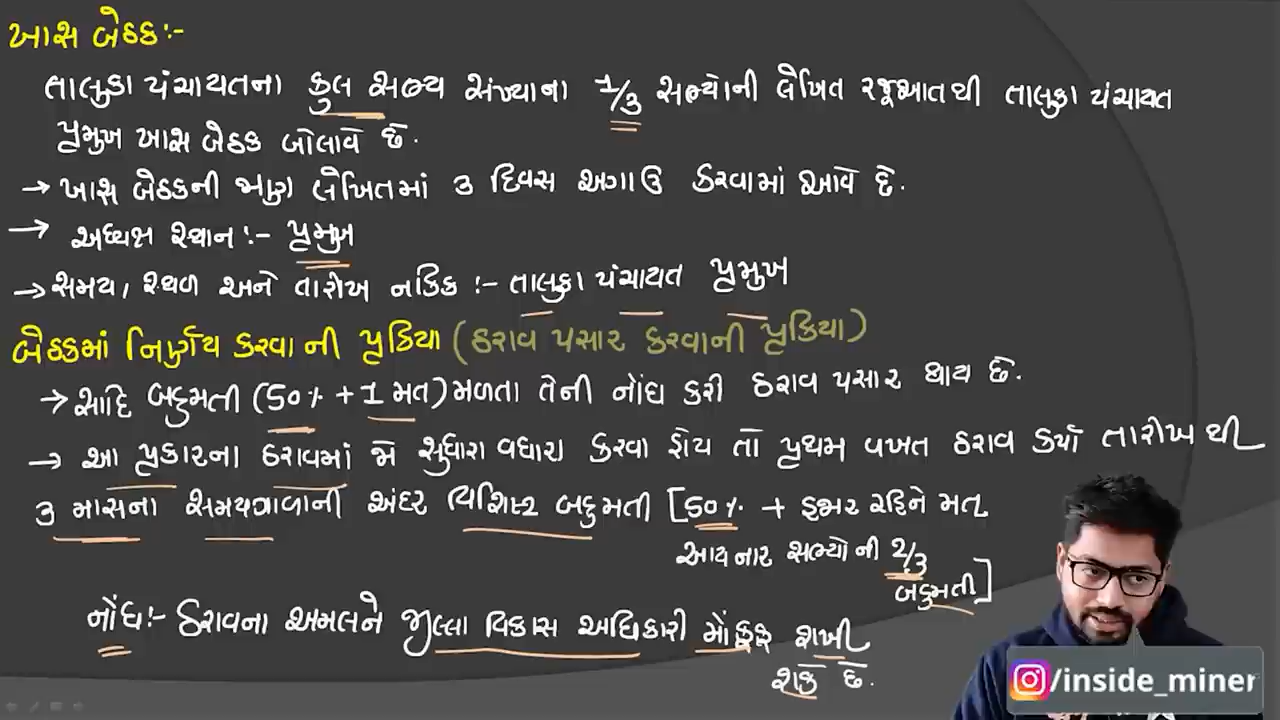 ખાસ બેઠક:-
તાલુકા પંચાયતના કુલ સભ્ય સંખ્યાના 1/3 સભ્યોની લેખિત રજૂઆતથી તાલુકા પંચાયત
પ્રમુખ ખાસ બેઠક બોલાવે છે.
→ ખાસ બેઠકની જાણ લેખિતમાં ૩ દિવસ અગાઉ કરવામાં આવે છે.
→ અધ્યક્ષ સ્થાન:- પ્રમુખ
→ સમય, સ્થળ અને તારીખ નક્કિ:- તાલુકા પંચાયત પ્રમુખ
બેઠકમાં નિર્ણય કરવાની પ્રક્રિયા (ઠરાવ પસાર કરવાની પ્રક્રિયા)
→ સાદિ બહુમતી (50% + 1 મત) મળતા તેની નોંધ કરી ઠરાવ પસાર થાય છે.
→ આ પ્રકારના ઠરાવમાં જો સુધારા વધારા કરવા હોય તો પ્રથમ વખત ઠરાવ કર્યા તારીખથી
૩ માસના સમયગાળાની અંદર વિશિષ્ટ બહુમતી [50% + હાજર રહિને મત
આપનાર સભ્યોની 2/3
બહુમતી]
નોંધ:- ઠરાવના અમલને જીલ્લા વિકાસ અધિકારી મોકૂફ રાખી
શકે છે.
/inside_miner